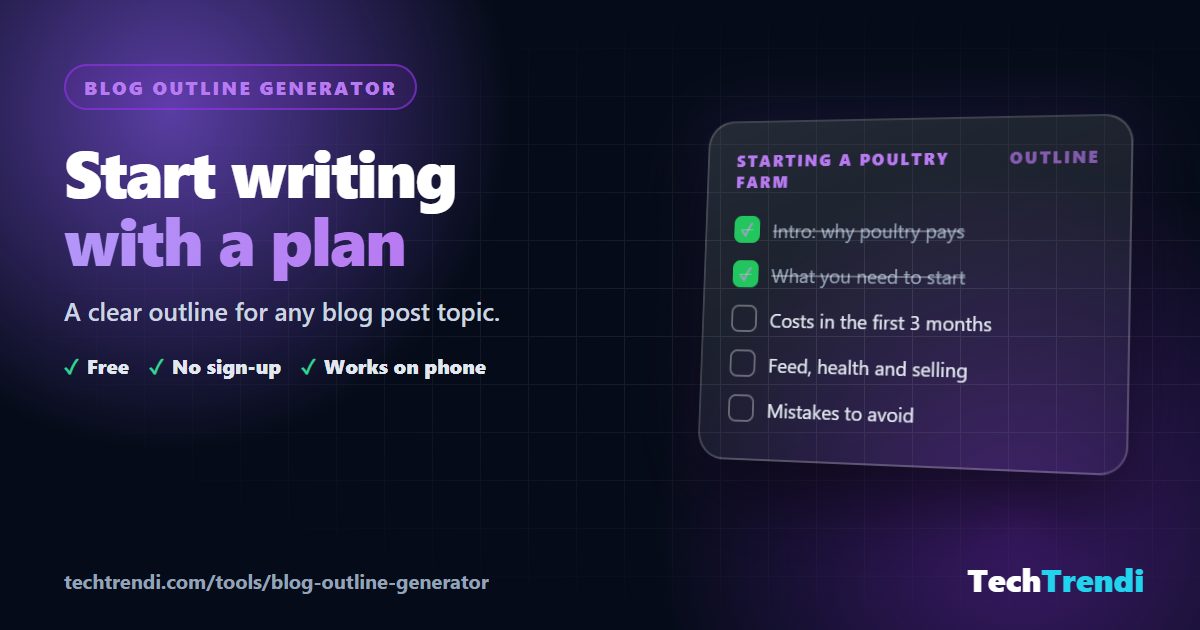 BLOG OUTLINE GENERATOR
Start writing
with a plan
A clear outline for any blog post topic.
✓ Free ✓ No sign-up ✓ Works on phone
STARTING A POULTRY
FARM
OUTLINE
Intro: why poultry pays
What you need to start
Costs in the first 3 months
Feed, health and selling
Mistakes to avoid
techtrendi.com/tools/blog-outline-generator
TechTrendi